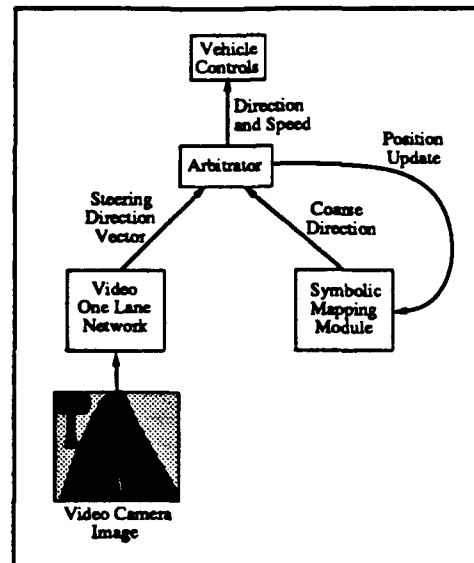 Vehicle
Controls
Direction
and Speed
Position
Update
Arbitrator
Steering
Direction
Vector
Coarse
Direction
Video
One Lane
Network
Symbolic
Mapping
Module
Video Camera
Image